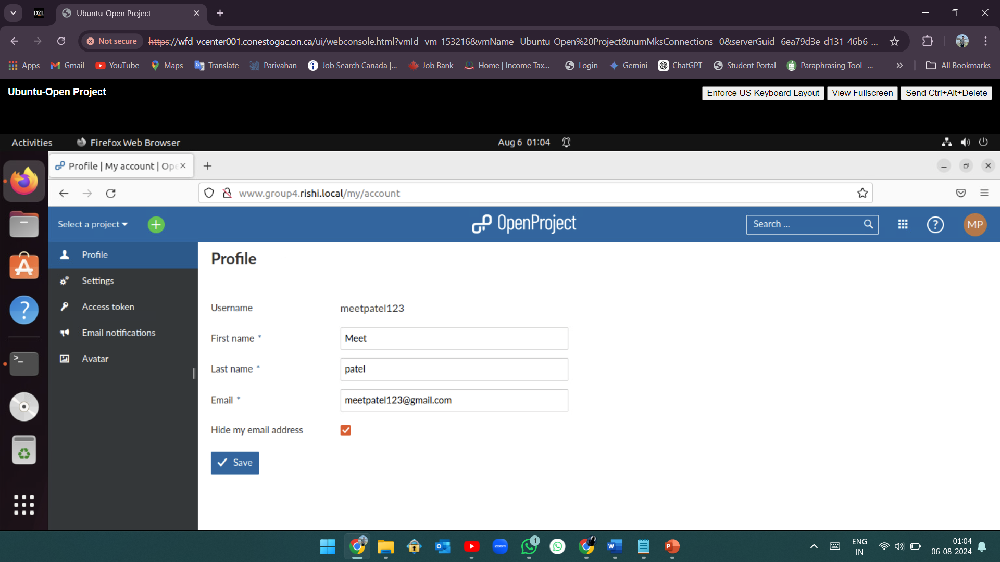 D2L
Ubuntu-Open Project
Not secure
https://wfd-vcenter001.conestogac.on.ca/ui/webconsole.html?vmId=vm-153216&vmName=Ubuntu-Open%20Project&numMksConnections=0&serverGuid=6ea79d3e-d131-46b6-...
Apps
Gmail
YouTube
Maps
Translate
Parivahan
Job Search Canada |...
Job Bank
Home | Income Tax...
Login
Gemini
ChatGPT
Student Portal
Paraphrasing Tool -...
All Bookmarks
Ubuntu-Open Project
Enforce US Keyboard Layout
View Fullscreen
Send Ctrl+Alt+Delete
Activities
Firefox Web Browser
Aug 6 01:04
Profile | My account | Ope
www.group4.rishi.local/my/account
Select a project
OpenProject
Search ...
MP
Profile
Settings
Access token
Email notifications
Avatar
Profile
Username
meetpatel123
First name *
Meet
Last name *
patel
Email *
meetpatel123@gmail.com
Hide my email address
Save
zoom
1
ENG
IN
01:04
06-08-2024